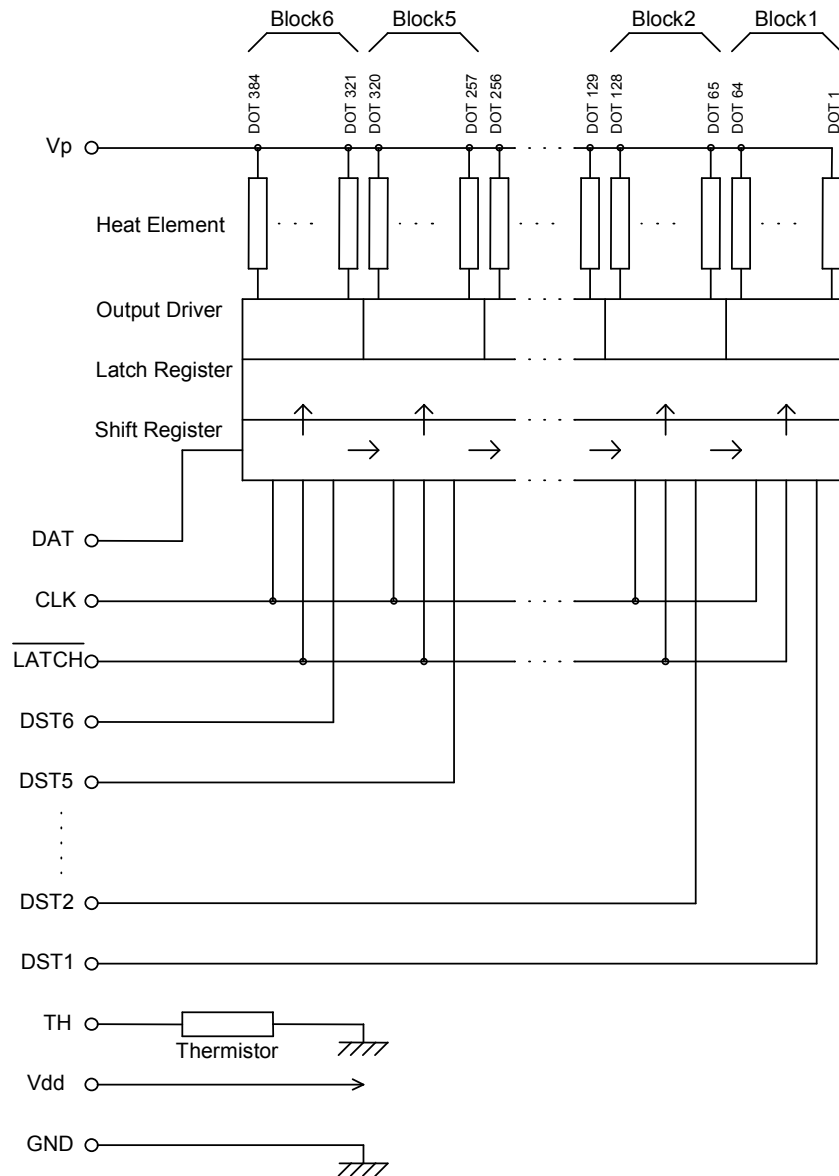 Block6 Block5 Block2 Block1
DOT 384 DOT 321 DOT 320 DOT 257 DOT 256 DOT 129 DOT 128 DOT 65 DOT 64 DOT 1
Vp
Heat Element
Output Driver
Latch Register
Shift Register
DAT
CLK
LATCH
DST6
DST5
DST2
DST1
TH
Thermistor
Vdd
GND